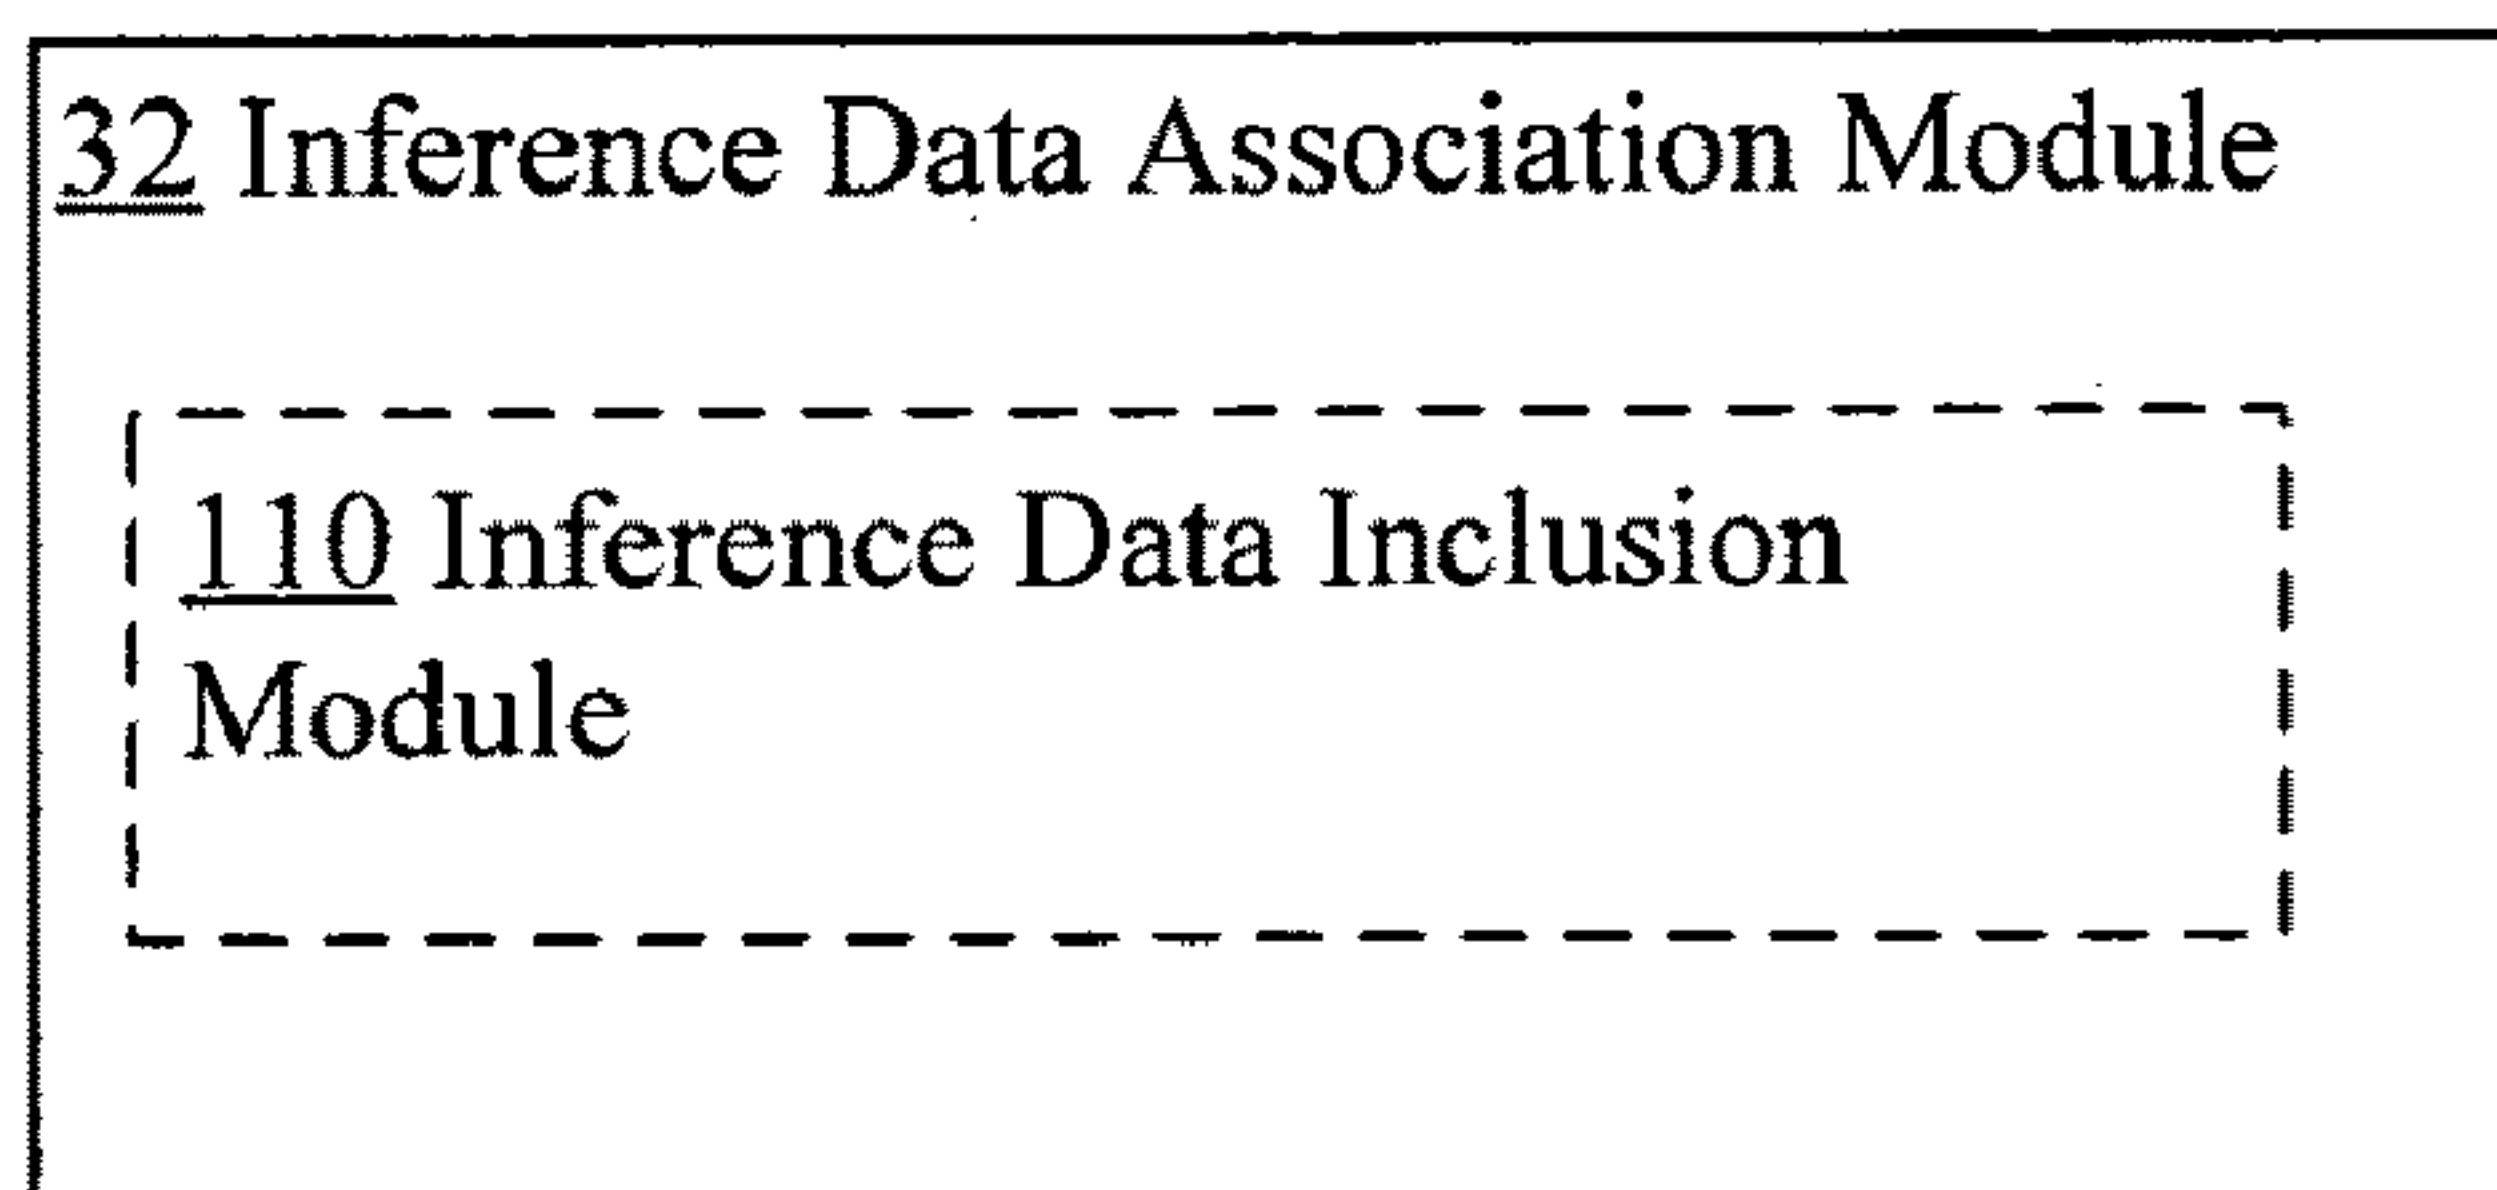 32 Inference Data Association Module
110 Inference Data Inclusion
Module